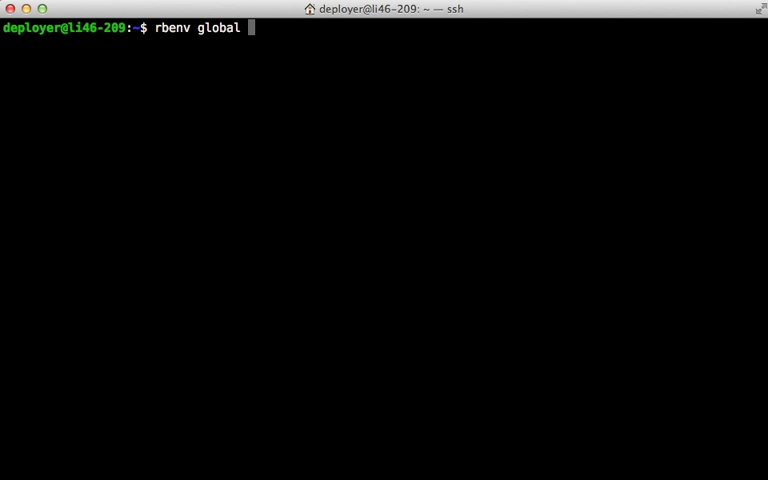 deployer@li46-209: ~ — ssh
deployer@li46-209:~$ rbenv global